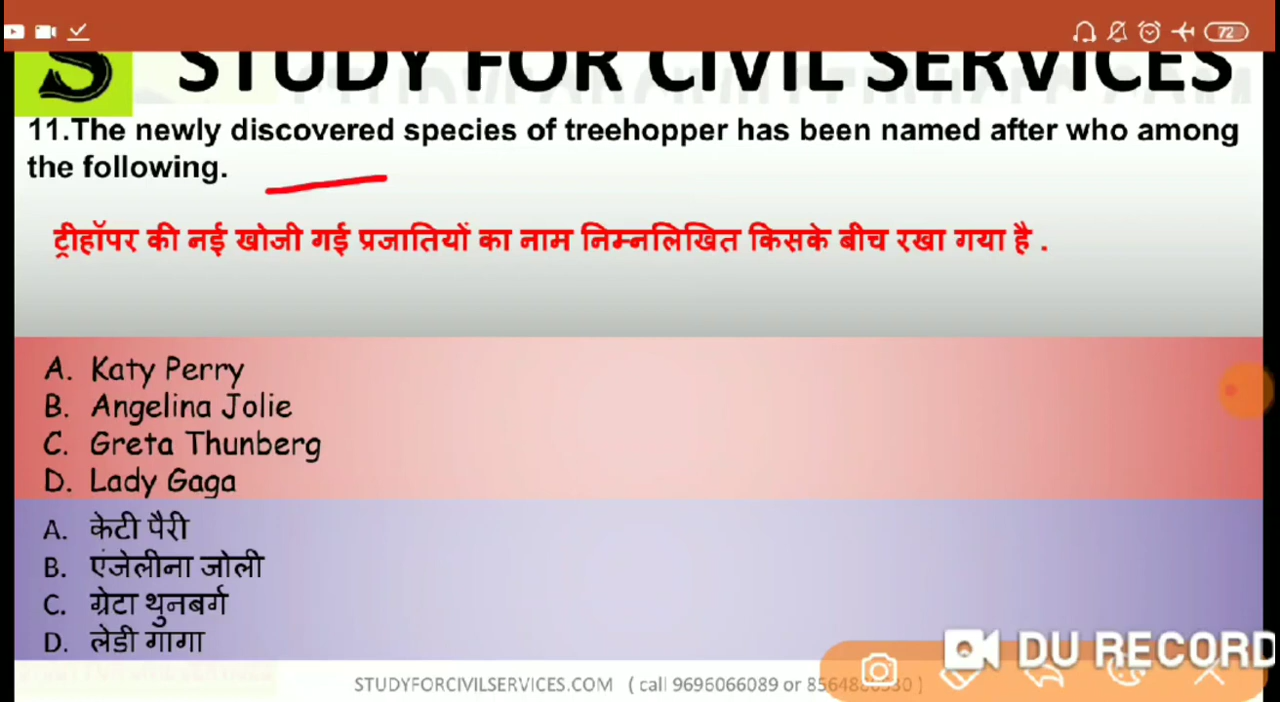 72
STUDY FOR CIVIL SERVICES
11.The newly discovered species of treehopper has been named after who among
the following.
ट्रीहॉपर की नई खोजी गई प्रजातियों का नाम निम्नलिखित किसके बीच रखा गया है .
A. Katy Perry
B. Angelina Jolie
C. Greta Thunberg
D. Lady Gaga
A. केटी पैरी
B. एंजेलीना जोली
C. ग्रेटा थुनबर्ग
D. लेडी गागा
DU RECORD
STUDYFORCIVILSERVICES.COM ( call 9696066089 or )